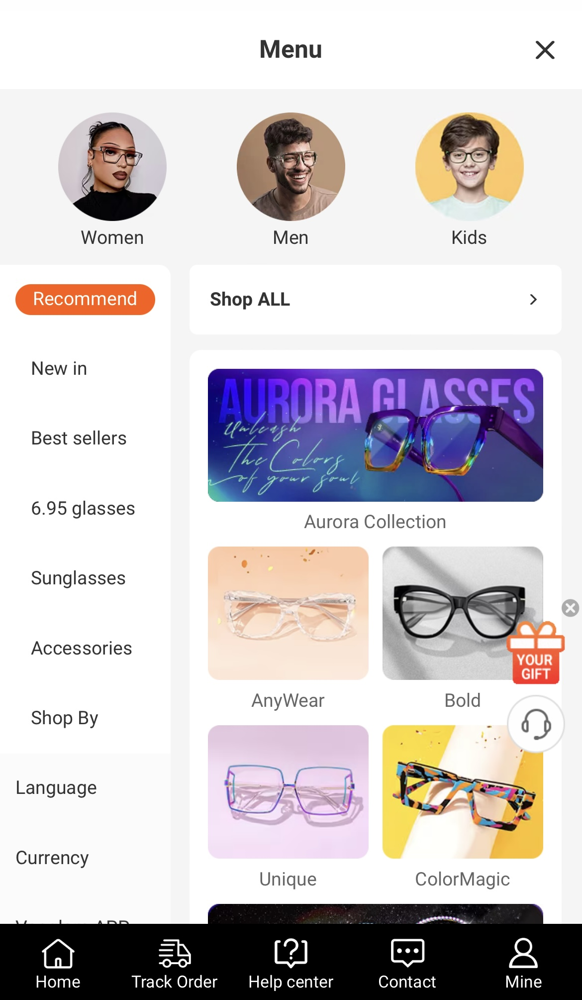 Menu
Women
Men
Kids
Recommend
New in
Best sellers
6.95 glasses
Sunglasses
Accessories
Shop By
Language
Currency
Shop ALL
AURORA GLASSES
Unleash
The Colors
of your soul
Aurora Collection
AnyWear
Bold
YOUR
GIFT
Unique
ColorMagic
Home
Track Order
Help center
Contact
Mine